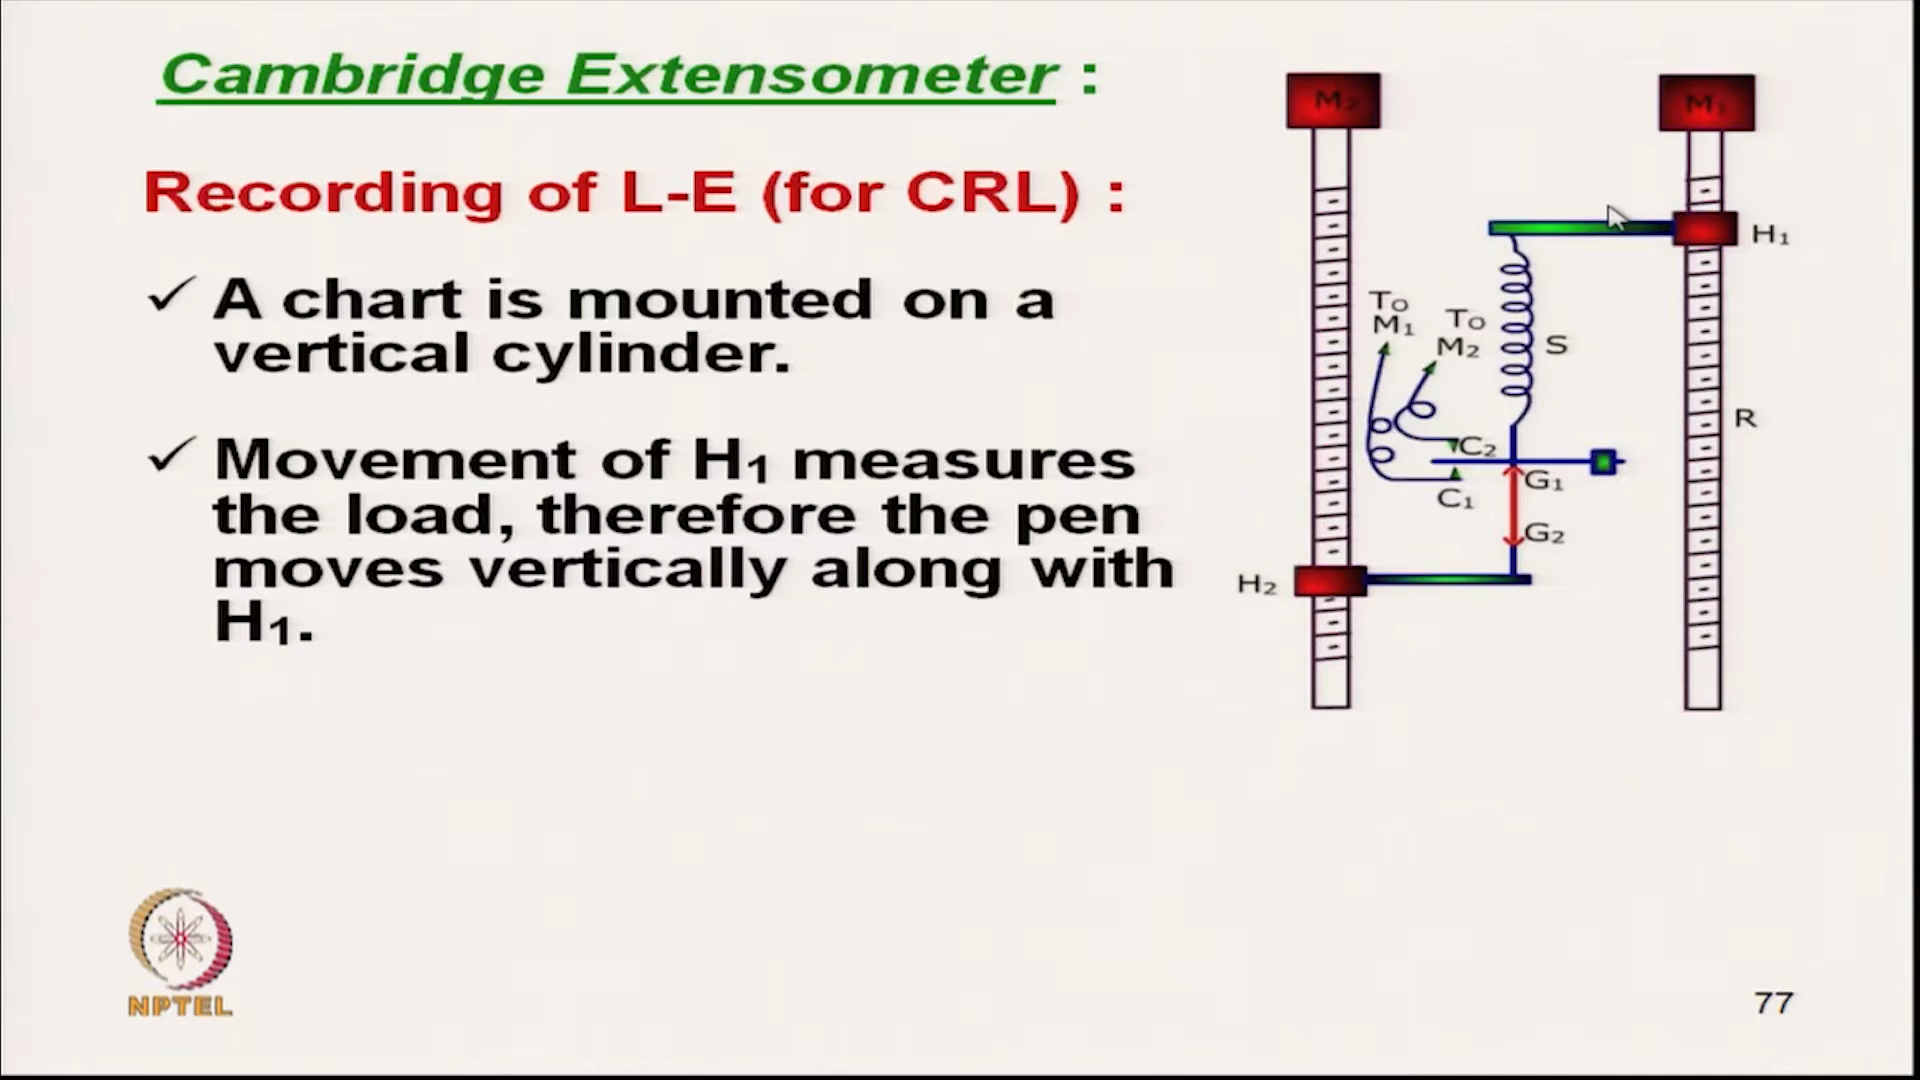 Cambridge Extensometer :
Recording of L-E (for CRL) :
✓ A chart is mounted on a
vertical cylinder.
✓ Movement of H₁ measures
the load, therefore the pen
moves vertically along with
H₁.
M₂
M₁
H₁
To
M₁
To
M₂
S
R
C₂
C₁
G₁
G₂
H₂
NPTEL
77